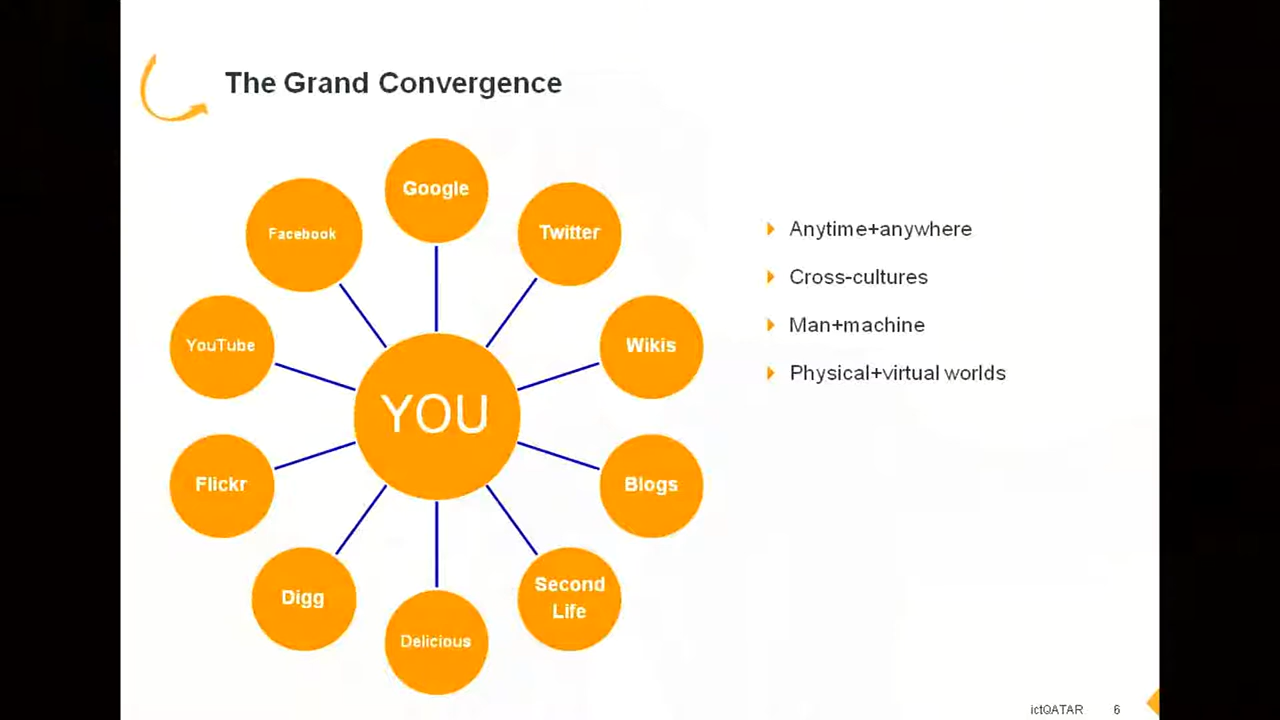 The Grand Convergence
Google
Twitter
Wikis
Blogs
Second
Life
Delicious
Digg
Flickr
YouTube
Facebook
YOU
Anytime+anywhere
Cross-cultures
Man+machine
Physical+virtual worlds
ictQATAR 6